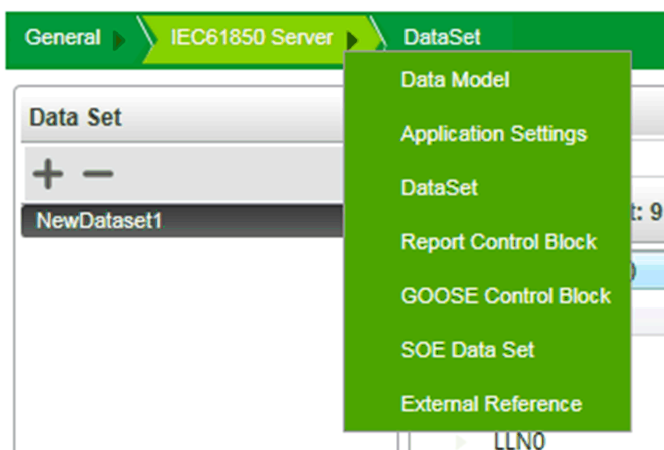 General IEC61850 Server DataSet
Data Model
Data Set
Application Settings
DataSet
NewDataset1
t: 9
Report Control Block
GOOSE Control Block
SOE Data Set
External Reference
LLN0